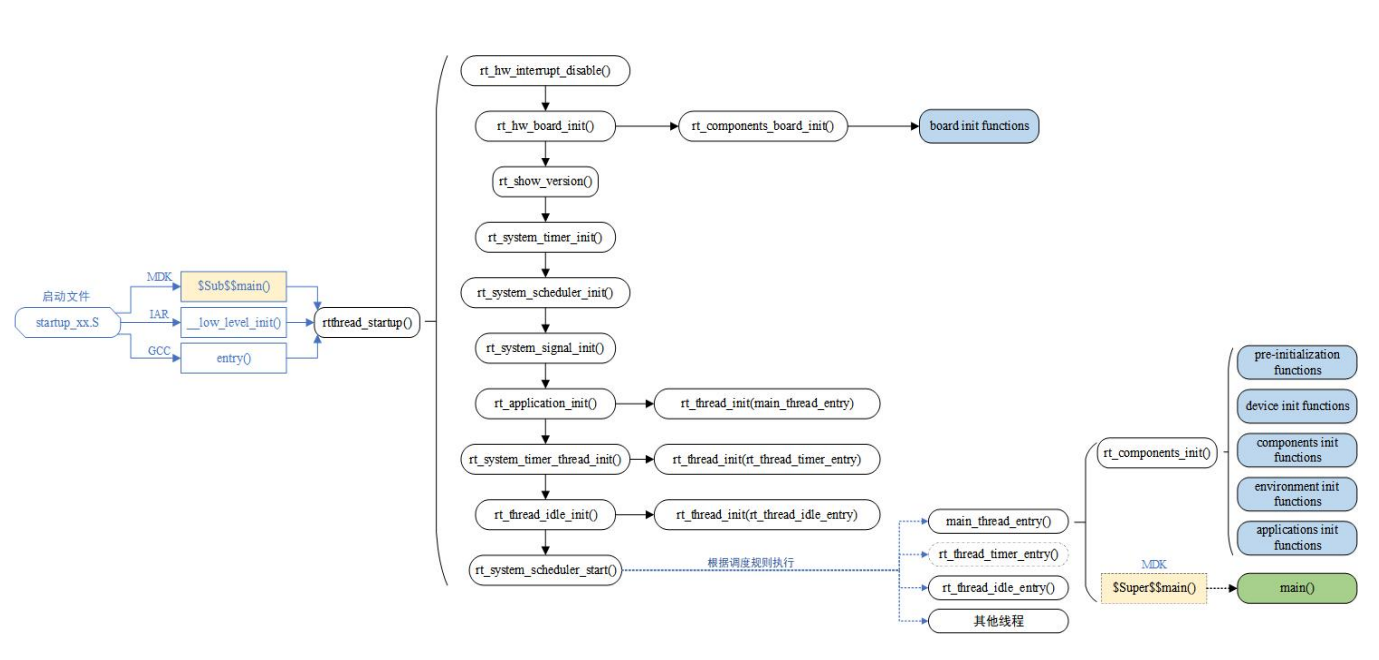 启动文件
startup_xx.S
MDK
$Sub$$main()
IAR
__low_level_init()
GCC
entry()
rtthread_startup()
rt_hw_interrupt_disable()
rt_hw_board_init()
rt_components_board_init()
board init functions
rt_show_version()
rt_system_timer_init()
rt_system_scheduler_init()
rt_system_signal_init()
rt_application_init()
rt_thread_init(main_thread_entry)
rt_system_timer_thread_init()
rt_thread_init(rt_thread_timer_entry)
rt_thread_idle_init()
rt_thread_init(rt_thread_idle_entry)
rt_system_scheduler_start()
根据调度规则执行
main_thread_entry()
rt_thread_timer_entry()
rt_thread_idle_entry()
其他线程
rt_components_init()
pre-initialization
functions
device init functions
components init
functions
environment init
functions
applications init
functions
MDK
$Super$$main()
main()